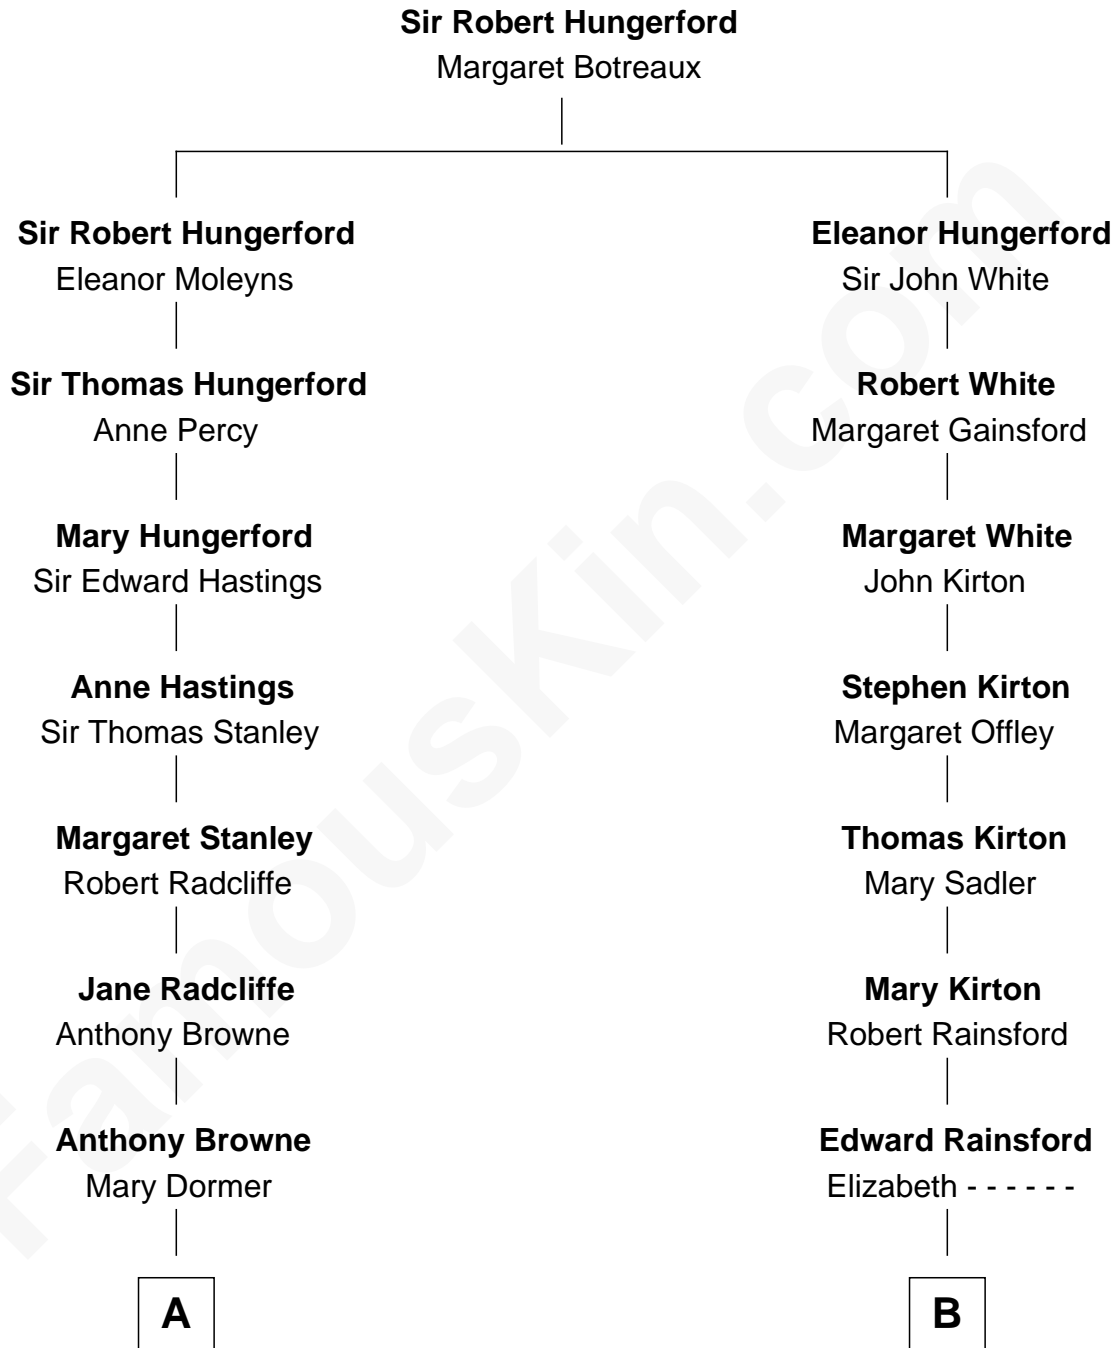 Sir Robert Hungerford
Margaret Botreaux
Sir Robert Hungerford
Eleanor Moleyns
Eleanor Hungerford
Sir John White
Sir Thomas Hungerford
Anne Percy
Robert White
Margaret Gainsford
Mary Hungerford
Sir Edward Hastings
Margaret White
John Kirton
Anne Hastings
Sir Thomas Stanley
Stephen Kirton
Margaret Offley
Margaret Stanley
Robert Radcliffe
Thomas Kirton
Mary Sadler
Jane Radcliffe
Anthony Browne
Mary Kirton
Robert Rainsford
Anthony Browne
Mary Dormer
Edward Rainsford
Elizabeth - - - - - -
A
B
FamousKin.com